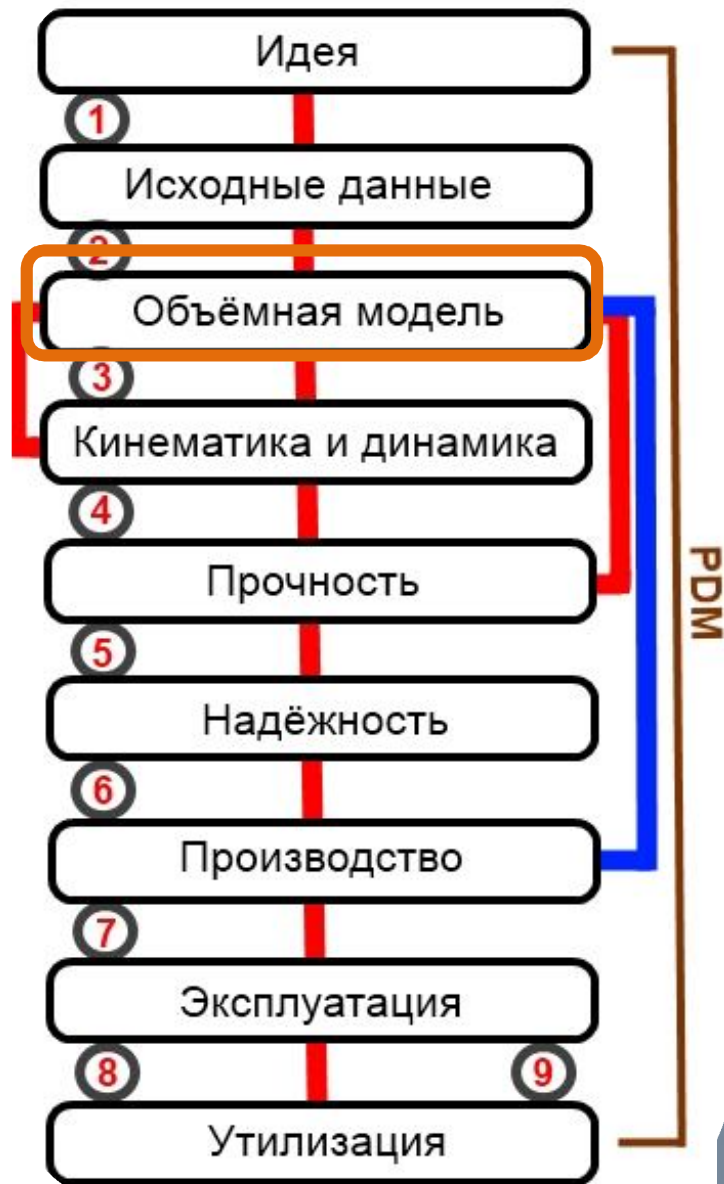 Идея
1
Исходные данные
2
Объёмная модель
3
Кинематика и динамика
4
Прочность
PDM
5
Надёжность
6
Производство
7
Эксплуатация
8 9
Утилизация